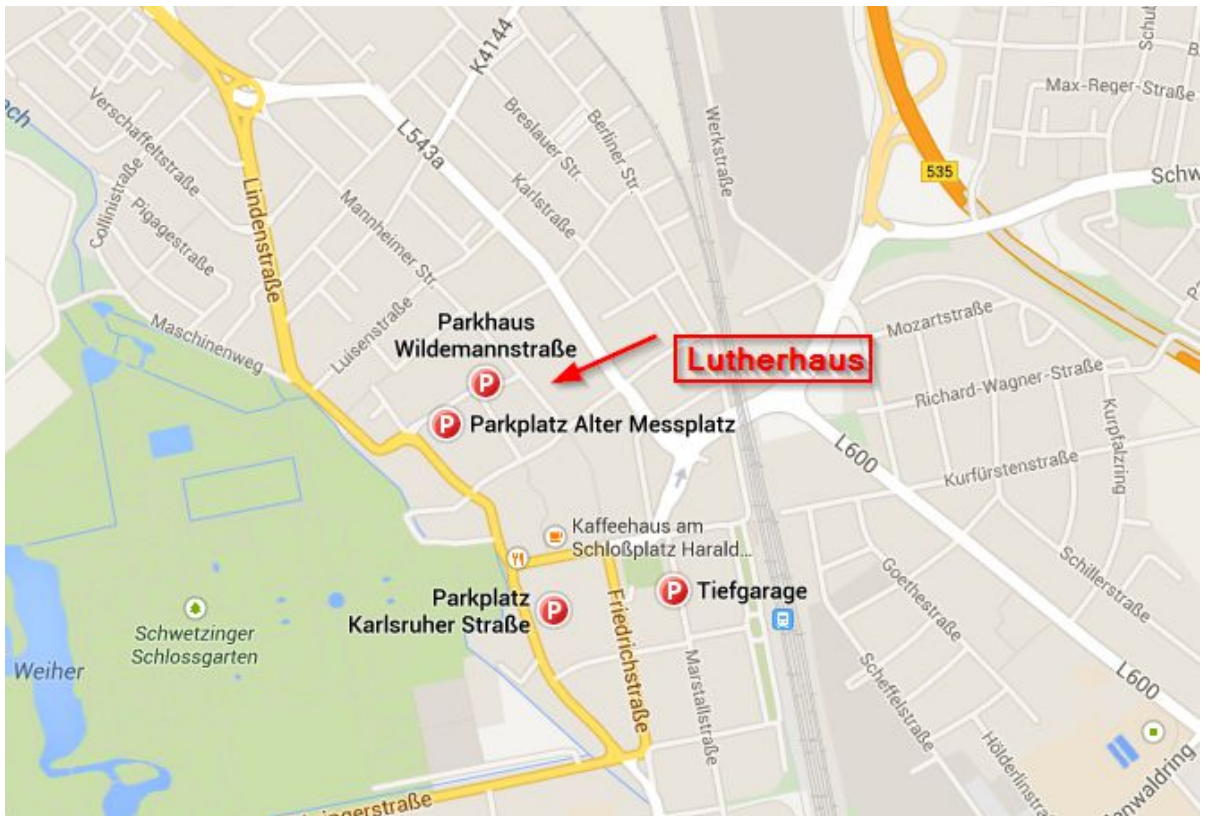 K4144
Schul
B
Max-Reger-Straße
och
Verschaffeltstraße
Breslauer Str.
Berliner Str.
Werkstraße
L543a
535
Schw
Collinistraße
Pigagestraße
Lindenstraße
Mannheimer Str.
Karlstraße
Maschinenweg
Luisenstraße
Parkhaus
Wildemannstraße
Lutherhaus
Mozartstraße
Richard-Wagner-Straße
Kurpfalzring
P
P
Parkplatz Alter Messplatz
L600
Kurfürstenstraße
Kaffeehaus am
Schloßplatz Harald...
Goethestraße
Schillerstraße
Parkplatz
Karlsruher Straße
P
P
Tiefgarage
Friedrichstraße
Marstallstraße
Schwetzinger
Schlossgarten
Weiher
Scheffelstraße
L600
Hölderlinstra
nwaldring
ingerstraße